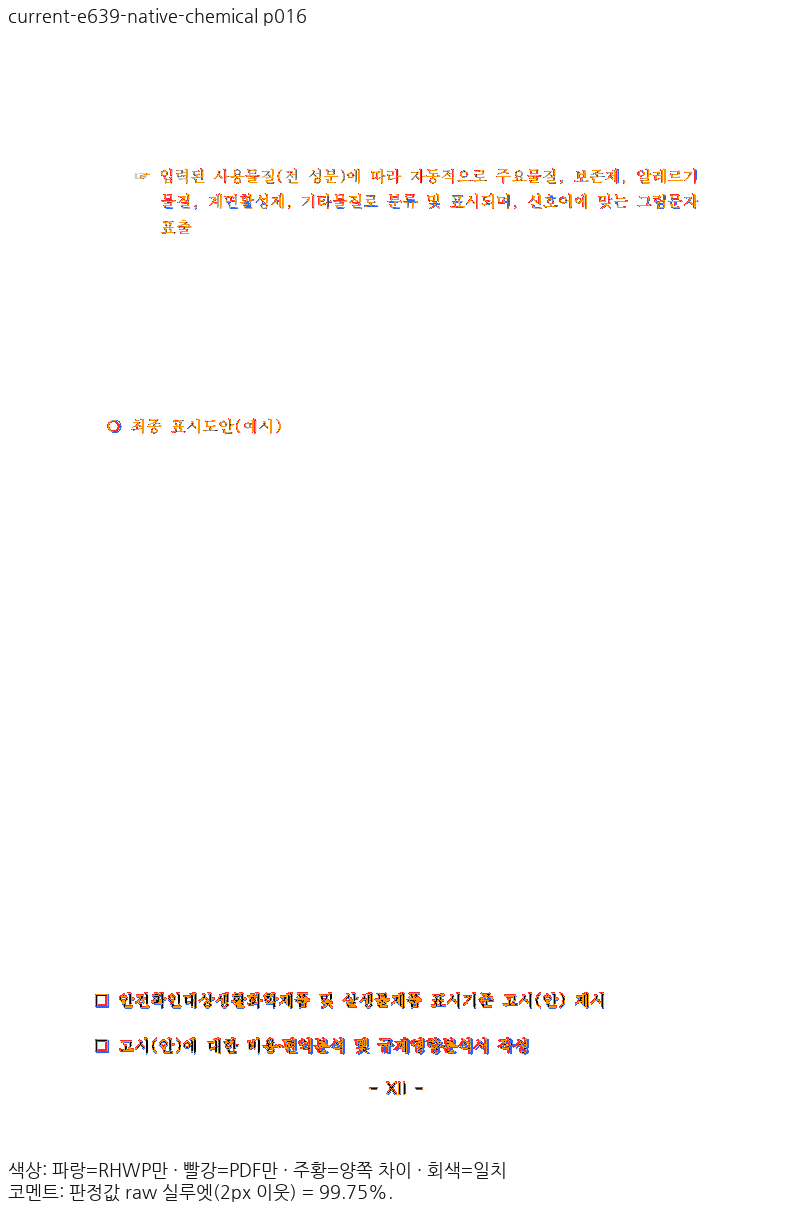 current-e639-native-chemical p016
☞ 입력된 사용물질(전 성분)에 따라 자동적으로 주요물질, 보존제, 알레르기
물질, 계면활성제, 기타물질로 분류 및 표시되며, 신호어에 맞는 그림문자
표출
○ 최종 표시도안(예시)
□ 안전확인대상생활화학제품 및 살생물제품 표시기준 고시(안) 제시
□ 고시(안)에 대한 비용·편익분석 및 규제영향분석서 작성
- XII -
색상: 파랑=RHWP만 · 빨강=PDF만 · 주황=양쪽 차이 · 회색=일치
코멘트: 판정값 raw 실루엣(2px 이웃) = 99.75%.